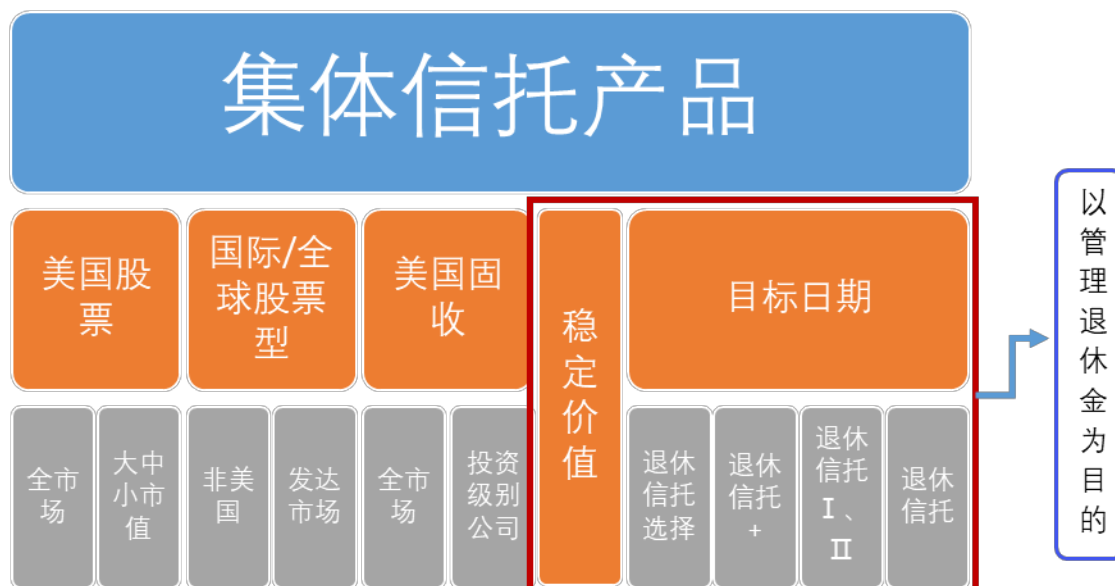 集体信托产品
美国股
票
国际/全
球股票
型
美国固
收
稳
定
价
值
目标日期
以
管
理
退
休
金
为
目
的
全市
场
大中
小市
值
非美
国
发达
市场
全市
场
投资
级别
公司
退休
信托
选择
退休
信托
+
退休
信托
Ⅰ、
Ⅱ
退休
信托